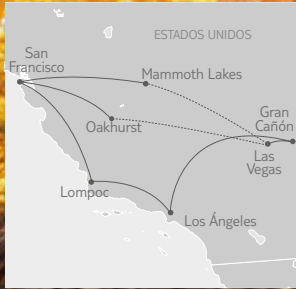 ESTADOS UNIDOS
San
Francisco
Mammoth Lakes
Gran
Cañón
Oakhurst
Las
Vegas
Lompoc
Los Ángeles